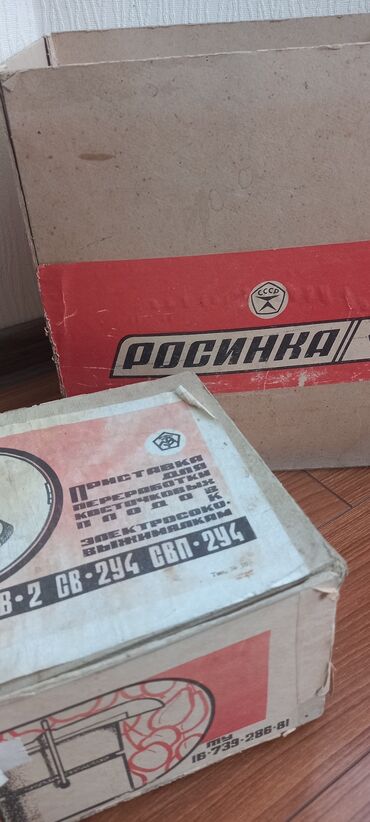 СССР
РОСИНКА
ПРИСТАВКА
ДЛЯ
ПЕРЕРАБОТКИ
КОСТОЧКОВЫХ
ПЛОДОВ
К
ЭЛЕКТРОСОКО-
ВЫЖИМАЛКАМ
В-2 СВ-2У4 СВП-2У4
ТУ
16-739-286-81